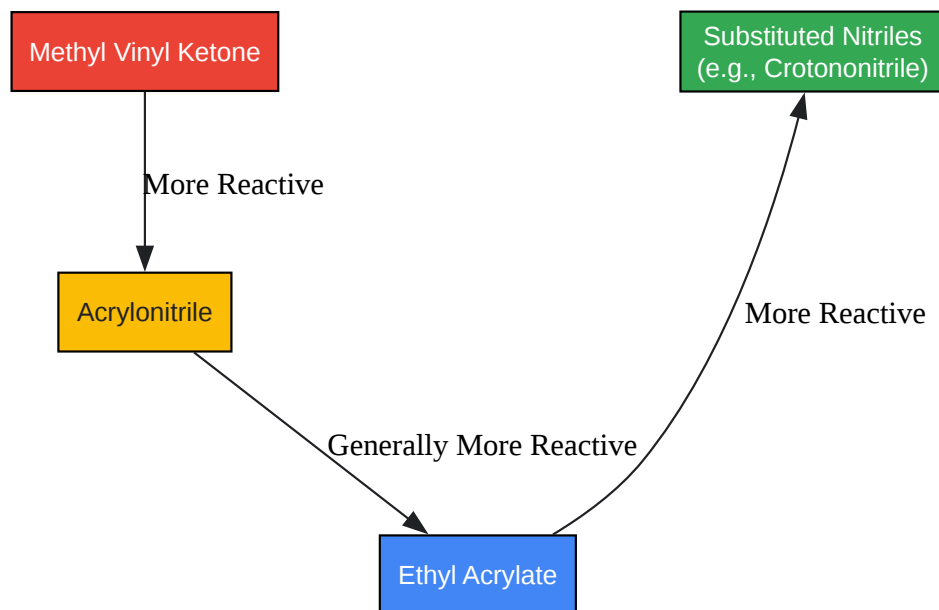 Methyl Vinyl Ketone
Substituted Nitriles
(e.g., Crotononitrile)
More Reactive
Acrylonitrile
More Reactive
Generally More Reactive
Ethyl Acrylate